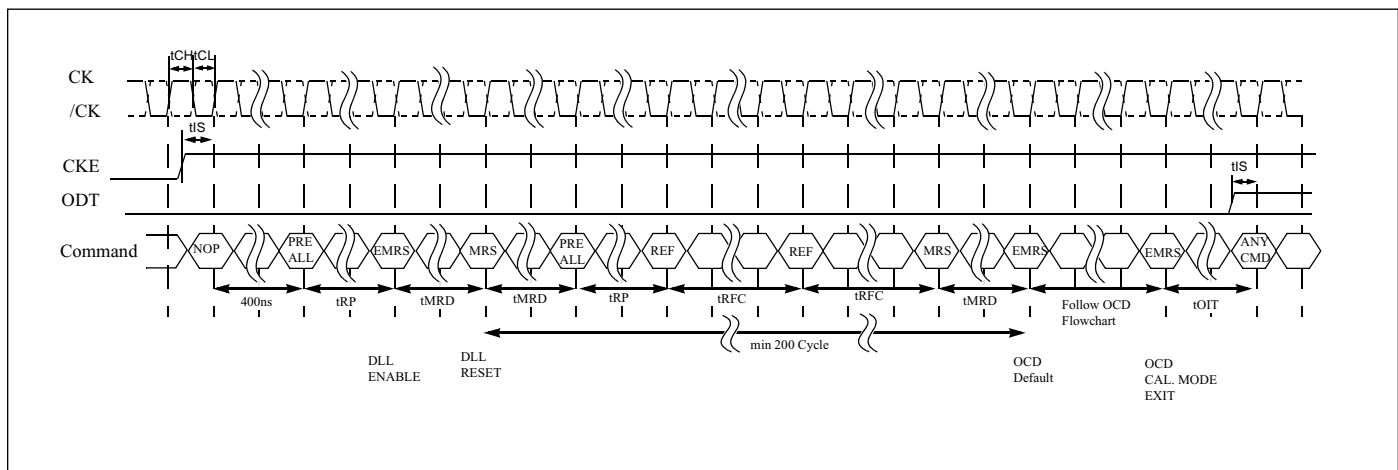 tCH tCL
CK
/CK
tIS
CKE
tIS
ODT
Command
NOP
PRE
ALL
EMRS
MRS
PRE
ALL
REF
REF
MRS
EMRS
EMRS
ANY
CMD
400ns
tRP
tMRD
tMRD
tRP
tRFC
tRFC
tMRD
Follow OCD
Flowchart
tOIT
min 200 Cycle
DLL
ENABLE
DLL
RESET
OCD
Default
OCD
CAL. MODE
EXIT